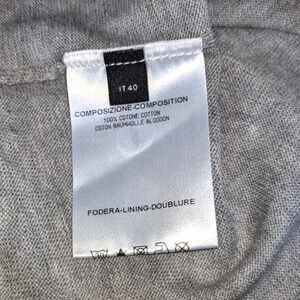 IT 40
COMPOSIZIONE-COMPOSITION
100% COTONE COTTON
COTON BAUMWOLLE ALGODON
FODERA-LINING-DOUBLURE